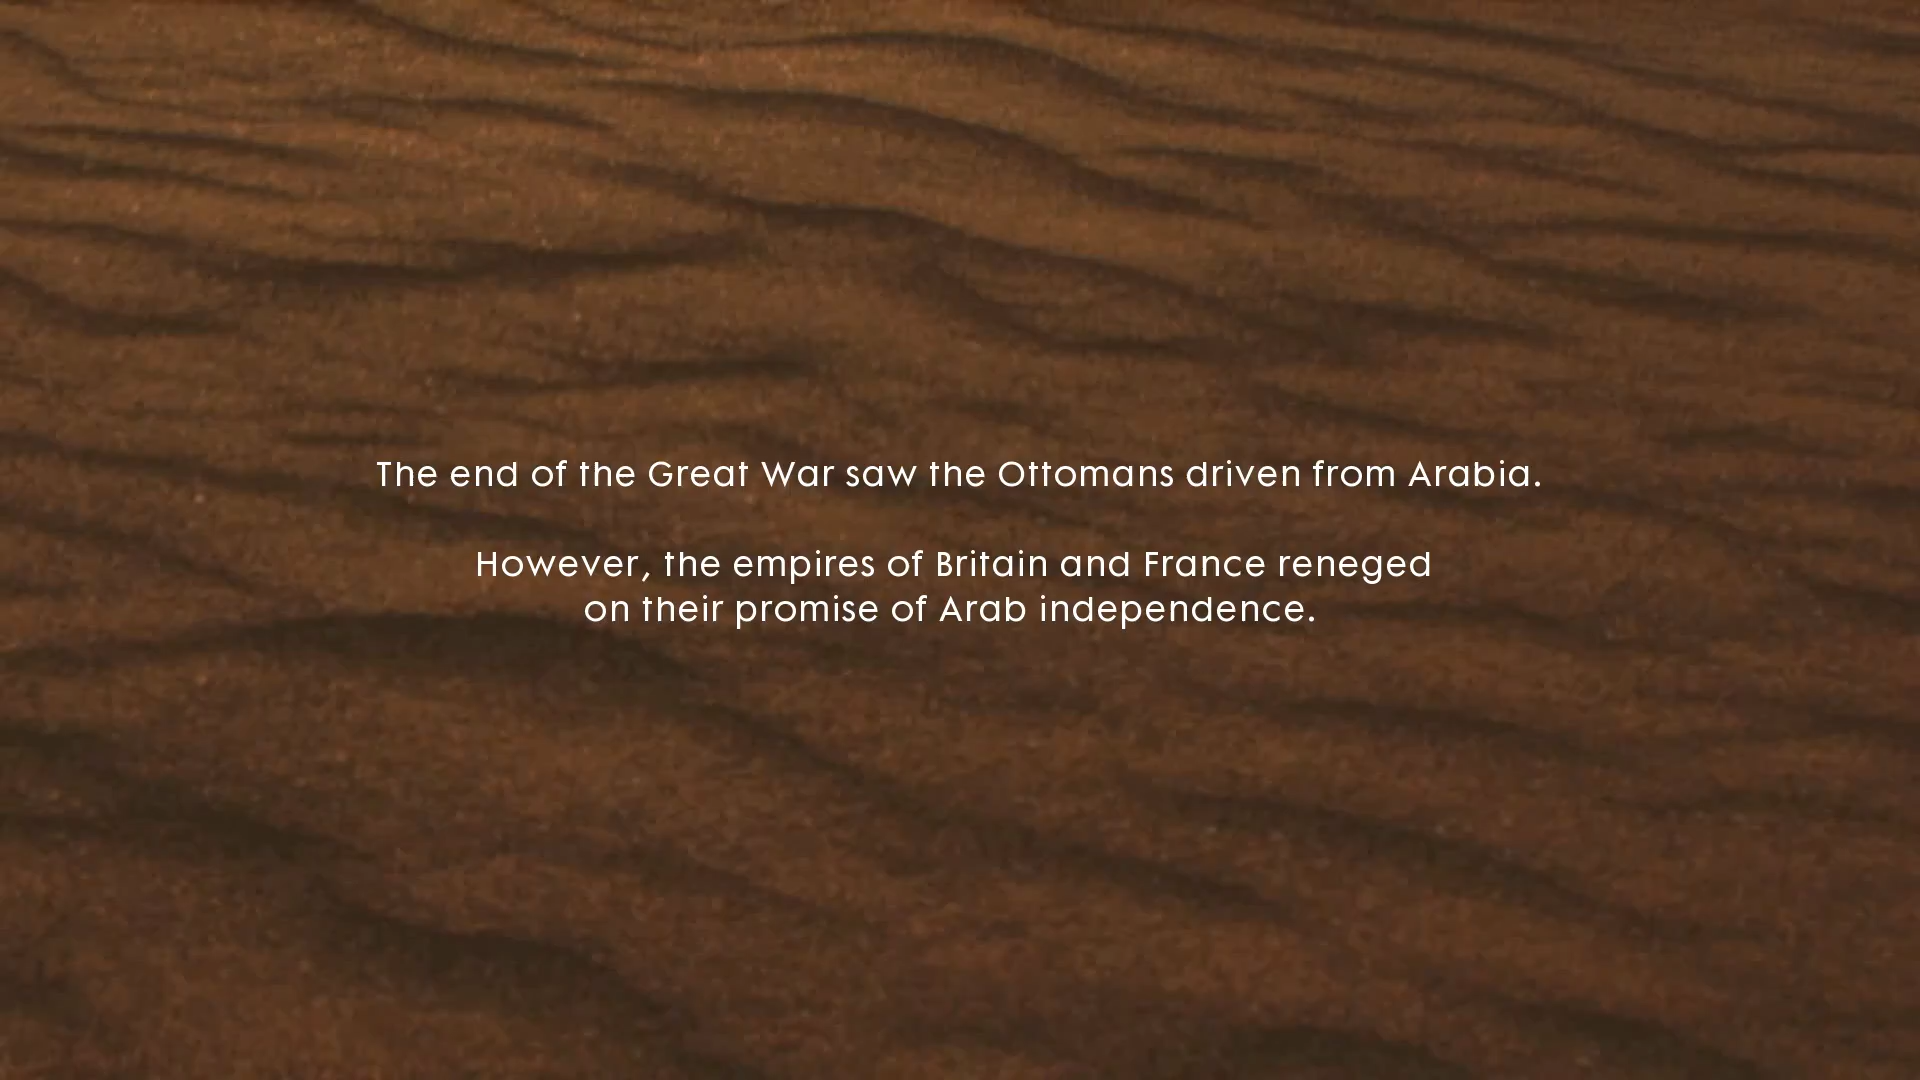 The end of the Great War saw the Ottomans driven from Arabia.
However, the empires of Britain and France reneged
on their promise of Arab independence.